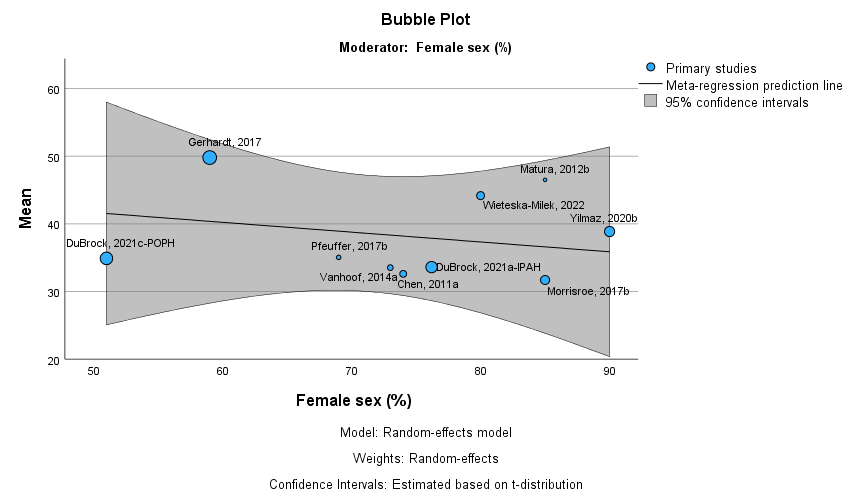 Bubble Plot
Moderator: Female sex (%)
Primary studies
Meta-regression prediction line
95% confidence intervals
Mean
60
50
40
30
20
Gerhardt, 2017
Matura, 2012b
Wieteska-Milek, 2022
Yilmaz, 2020b
DuBrock, 2021c-POPH
Pfeuffer, 2017b
DuBrock, 2021a-IPAH
Vanhoof, 2014a
Chen, 2011a
Morrisroe, 2017b
50 60 70 80 90
Female sex (%)
Model: Random-effects model
Weights: Random-effects
Confidence Intervals: Estimated based on t-distribution